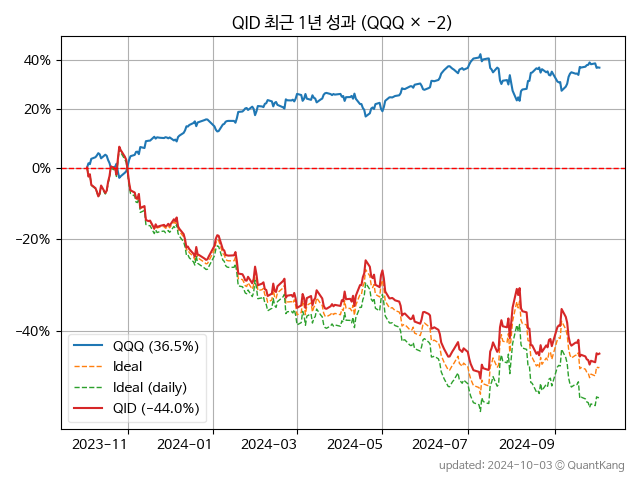 QID 최근 1년 성과 (QQQ × −2)
40%
20%
0%
−20%
−40%
QQQ (36.5%)
Ideal
Ideal (daily)
QID (−44.0%)
2023-11 2024-01 2024-03 2024-05 2024-07 2024-09
updated: 2024-10-03 © QuantKang